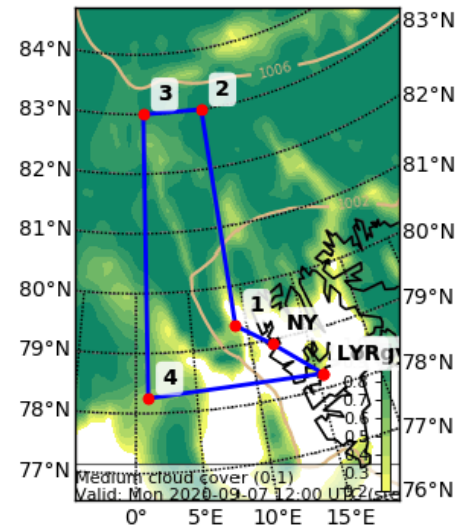 84°N
83°N
82°N
81°N
80°N
79°N
78°N
77°N
83°N
82°N
81°N
80°N
79°N
78°N
77°N
76°N
0°
5°E
10°E
15°E
1006
1002
3
2
1
NY
LYR
4
0.8
0.7
0.6
0.5
0.4
0.3
0.2
Medium cloud cover (0-1)
Valid: Mon 2020-09-07 12:00